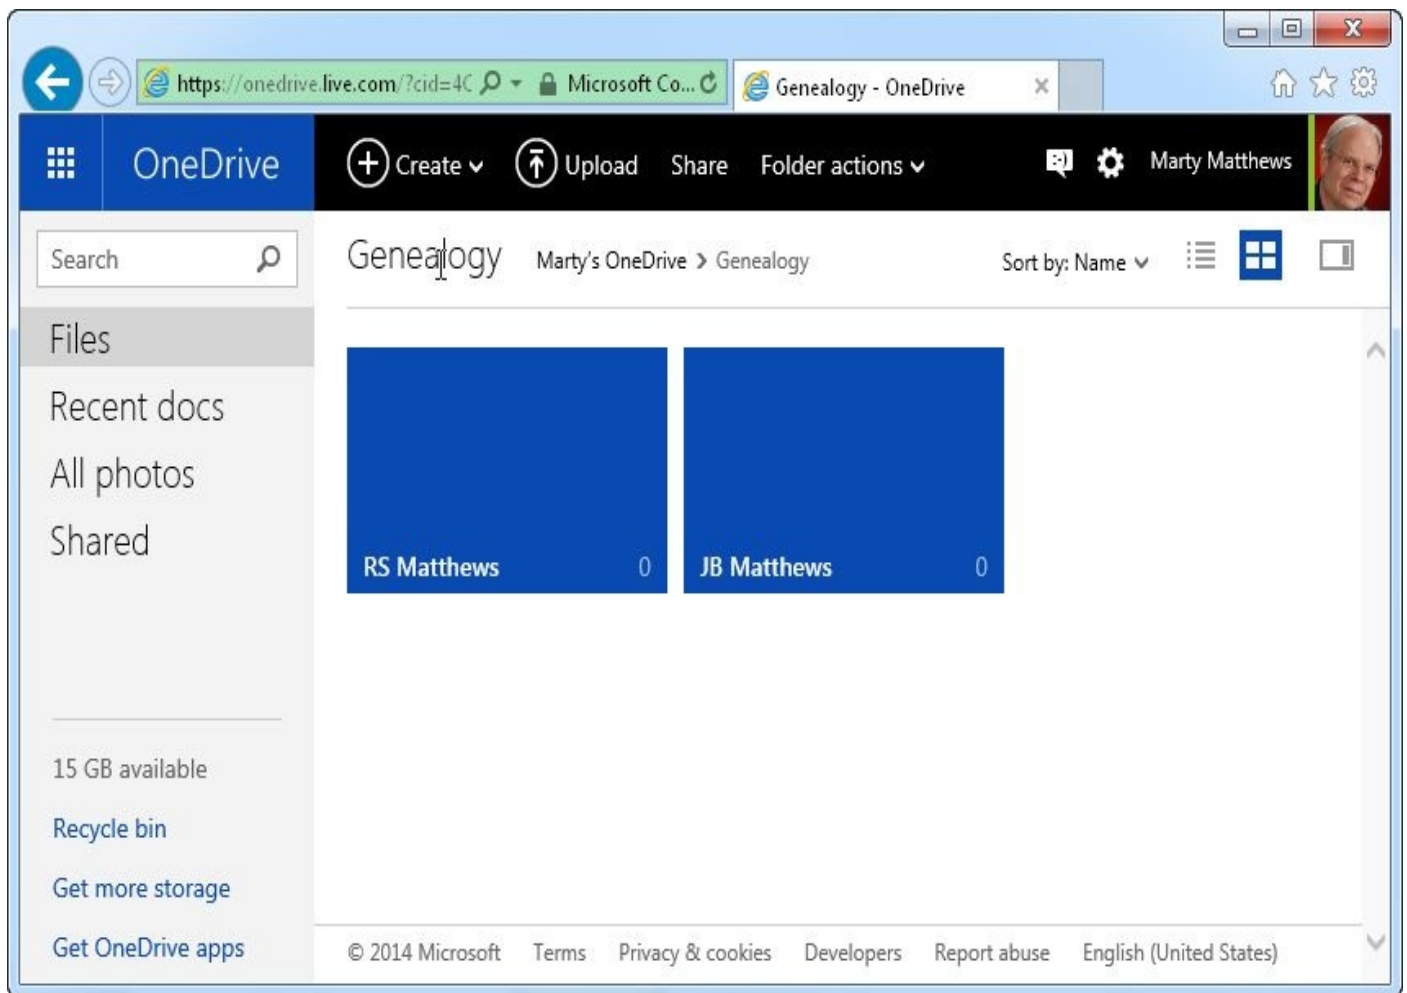 https://onedrive.live.com/?cid=4C
Microsoft Co...
Genealogy - OneDrive
OneDrive
Create
Upload
Share
Folder actions
Marty Matthews
Search
Genealogy
Marty's OneDrive > Genealogy
Sort by: Name
Files
Recent docs
All photos
Shared
RS Matthews 0
JB Matthews 0
15 GB available
Recycle bin
Get more storage
Get OneDrive apps
© 2014 Microsoft Terms Privacy & cookies Developers Report abuse English (United States)